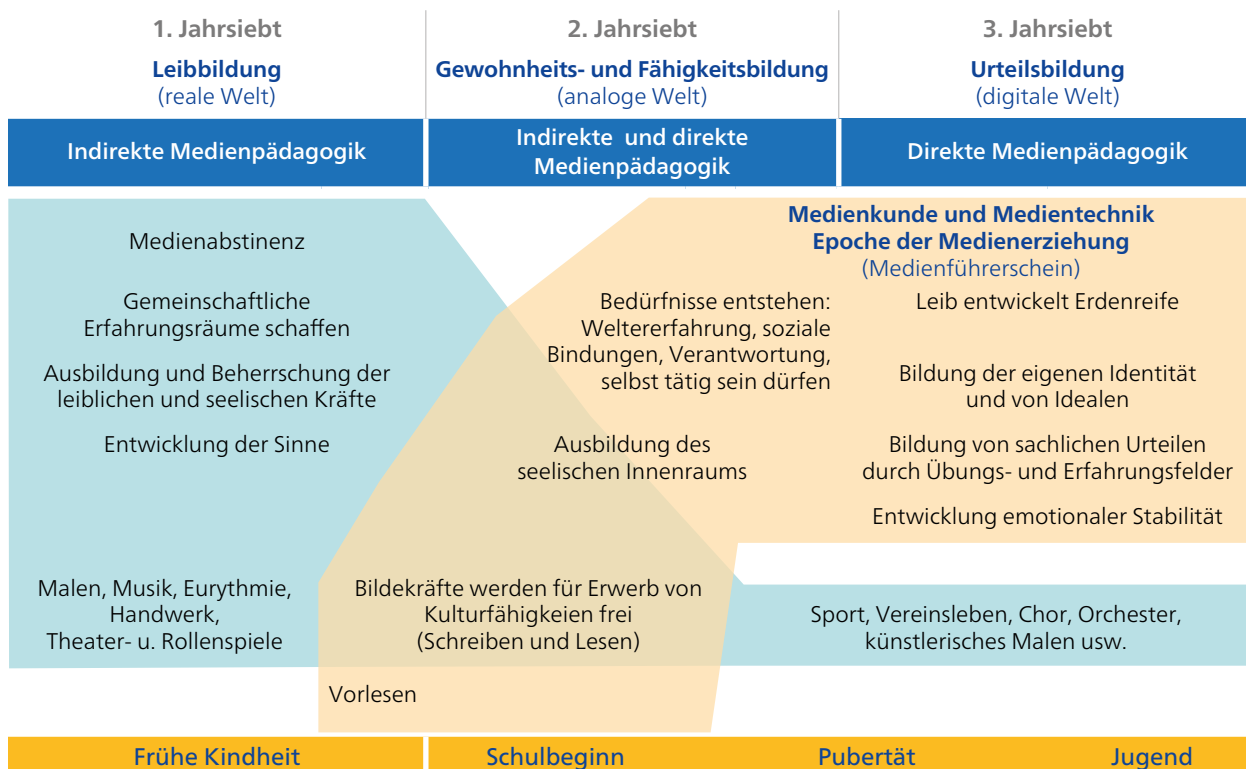 1. Jahrsiebt
Leibbildung
(reale Welt)
2. Jahrsiebt
Gewohnheits- und Fähigkeitsbildung
(analoge Welt)
3. Jahrsiebt
Urteilsbildung
(digitale Welt)
Indirekte Medienpädagogik
Indirekte und direkte
Medienpädagogik
Direkte Medienpädagogik
Medienabstinenz
Gemeinschaftliche
Erfahrungsräume schaffen
Ausbildung und Beherrschung der
leiblichen und seelischen Kräfte
Entwicklung der Sinne
Malen, Musik, Eurythmie,
Handwerk,
Theater- u. Rollenspiele
Bedürfnisse entstehen:
Weltererfahrung, soziale
Bindungen, Verantwortung,
selbst tätig sein dürfen
Ausbildung des
seelischen Innenraums
Bildekräfte werden für Erwerb von
Kulturfähigkeien frei
(Schreiben und Lesen)
Vorlesen
Medienkunde und Medientechnik
Epoche der Medienerziehung
(Medienführerschein)
Leib entwickelt Erdenreife
Bildung der eigenen Identität
und von Idealen
Bildung von sachlichen Urteilen
durch Übungs- und Erfahrungsfelder
Entwicklung emotionaler Stabilität
Sport, Vereinsleben, Chor, Orchester,
künstlerisches Malen usw.
Frühe Kindheit
Schulbeginn
Pubertät
Jugend